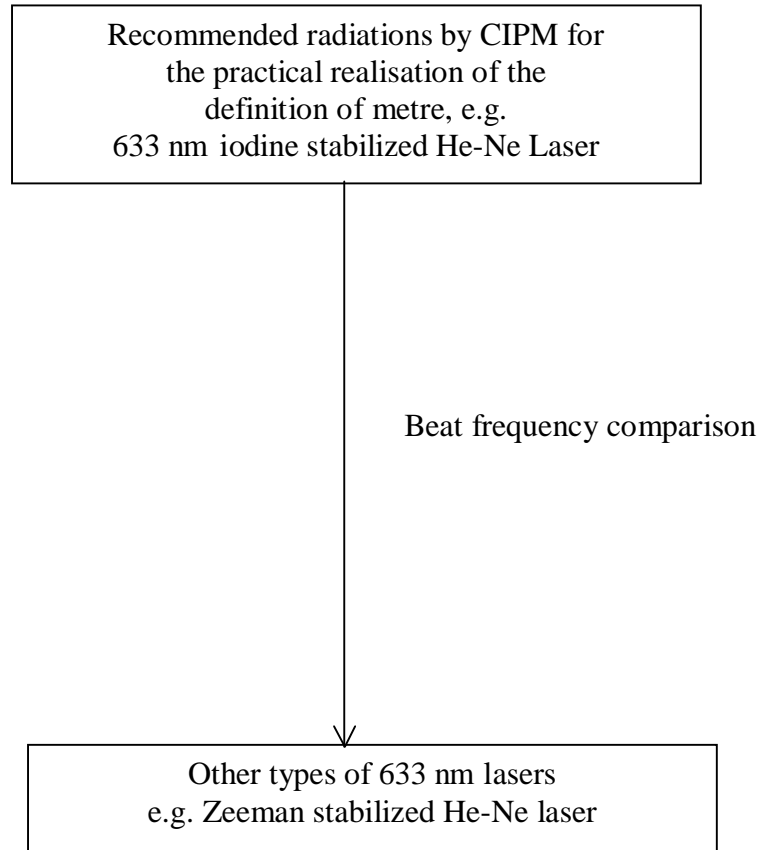 Recommended radiations by CIPM for
the practical realisation of the
definition of metre, e.g.
633 nm iodine stabilized He-Ne Laser
Beat frequency comparison
Other types of 633 nm lasers
e.g. Zeeman stabilized He-Ne laser